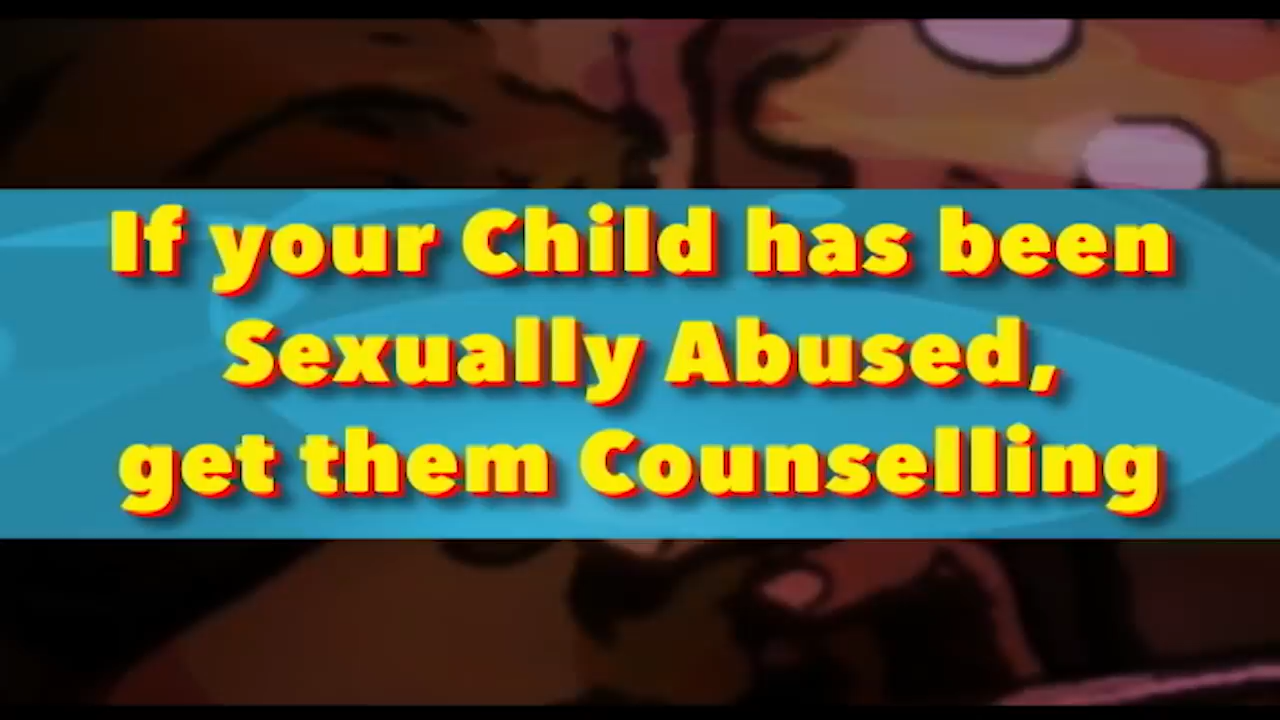 If your Child has been
Sexually Abused,
get them Counselling